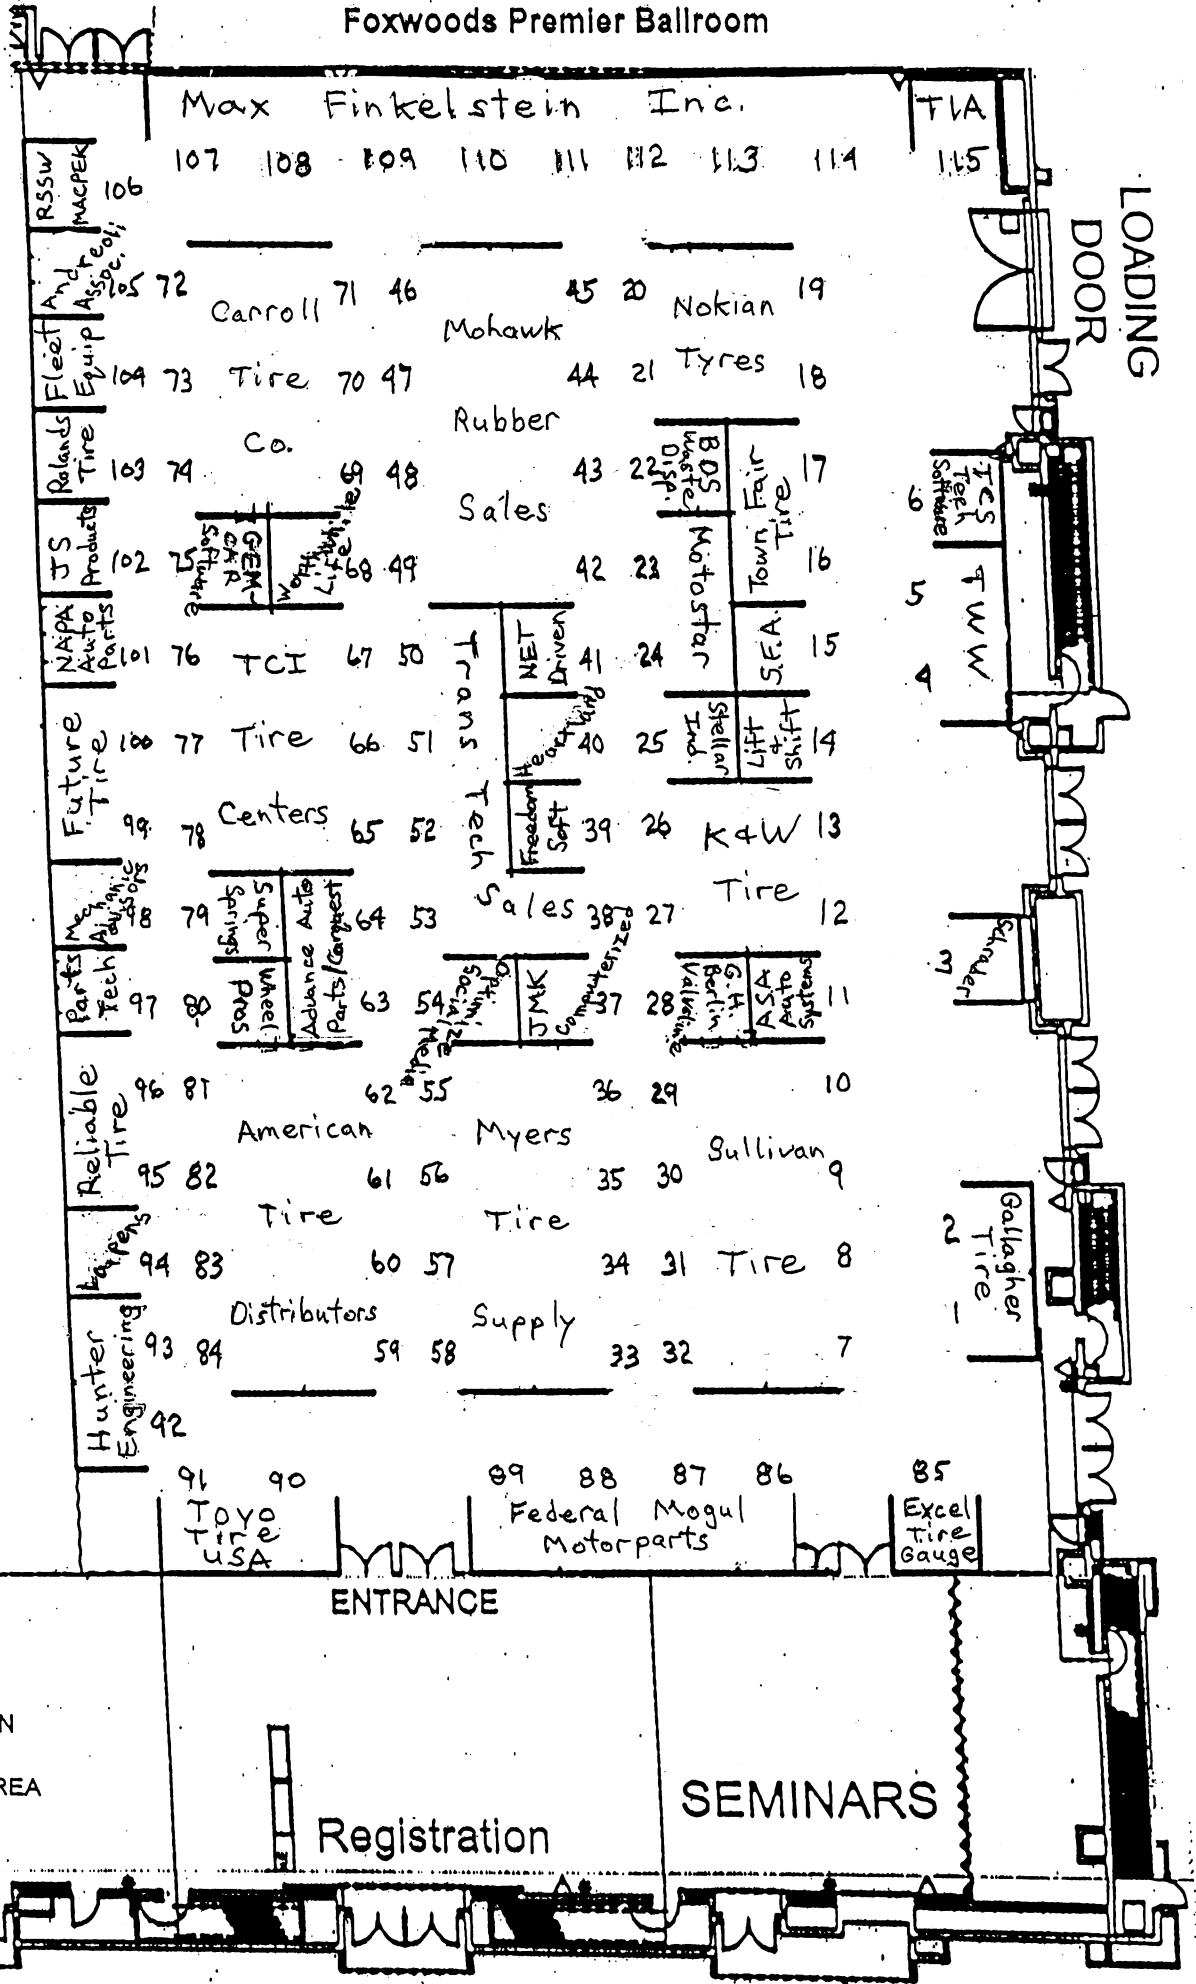 Foxwoods Premier Ballroom
Max Finkelstein Inc.
TIA
107 108 109 110 111 112 113 114 115
RSSW
MACPEK
106
Andreoli
Assoc.
105 72 71 46 45 20 19
Carroll
Tire
Co.
Mohawk
Rubber
Sales
Nokian
Tyres
LOADING
DOOR
Fleet
Equip
104 73 70 47 44 21 18
Rolands
Tire
103 74 69 48 43 22 17
BDS
Waste
Disp.
Town Fair
Tire
6
TCS
Tech
Software
JS
Products
102 75 68 49 42 23 16
GEM-
CAR
Software
Motostar
5
TWW
4
NAPA
Auto
Parts
101 76 67 50 41 24 15
TCI
Tire
Centers
Trans Tech
Sales
NET
Driven
S.F.A.
Future
Tire
100 77 66 51 40 25 14
Heartland
Stellar
Ind.
Lift
+
Shift
99 78 65 52 39 26 13
Freedom
Soft
K&W
Tire
98 79 64 53 38 27 12
Super
Springs
Advance Auto
Parts/Carquest
3
Schrader
Parts
Tech
97 80 63 54 37 28 11
Wheel
Pros
Optimize
Social Media
JMK
Computerized
G.H.
Berlin
Valvoline
ASA
Auto
Systems
Reliable
Tire
96 81 62 55 36 29 10
American
Tire
Distributors
Myers
Tire
Supply
Sullivan
Tire
95 82 61 56 35 30 9
94 83 60 57 34 31 8
2
Gallagher
Tire
1
Hunter
Engineering
93 84 59 58 33 32 7
92
91 90 89 88 87 86 85
Toyo
Tire
USA
Federal Mogul
Motorparts
Excel
Tire
Gauge
ENTRANCE
N
REA
SEMINARS
Registration